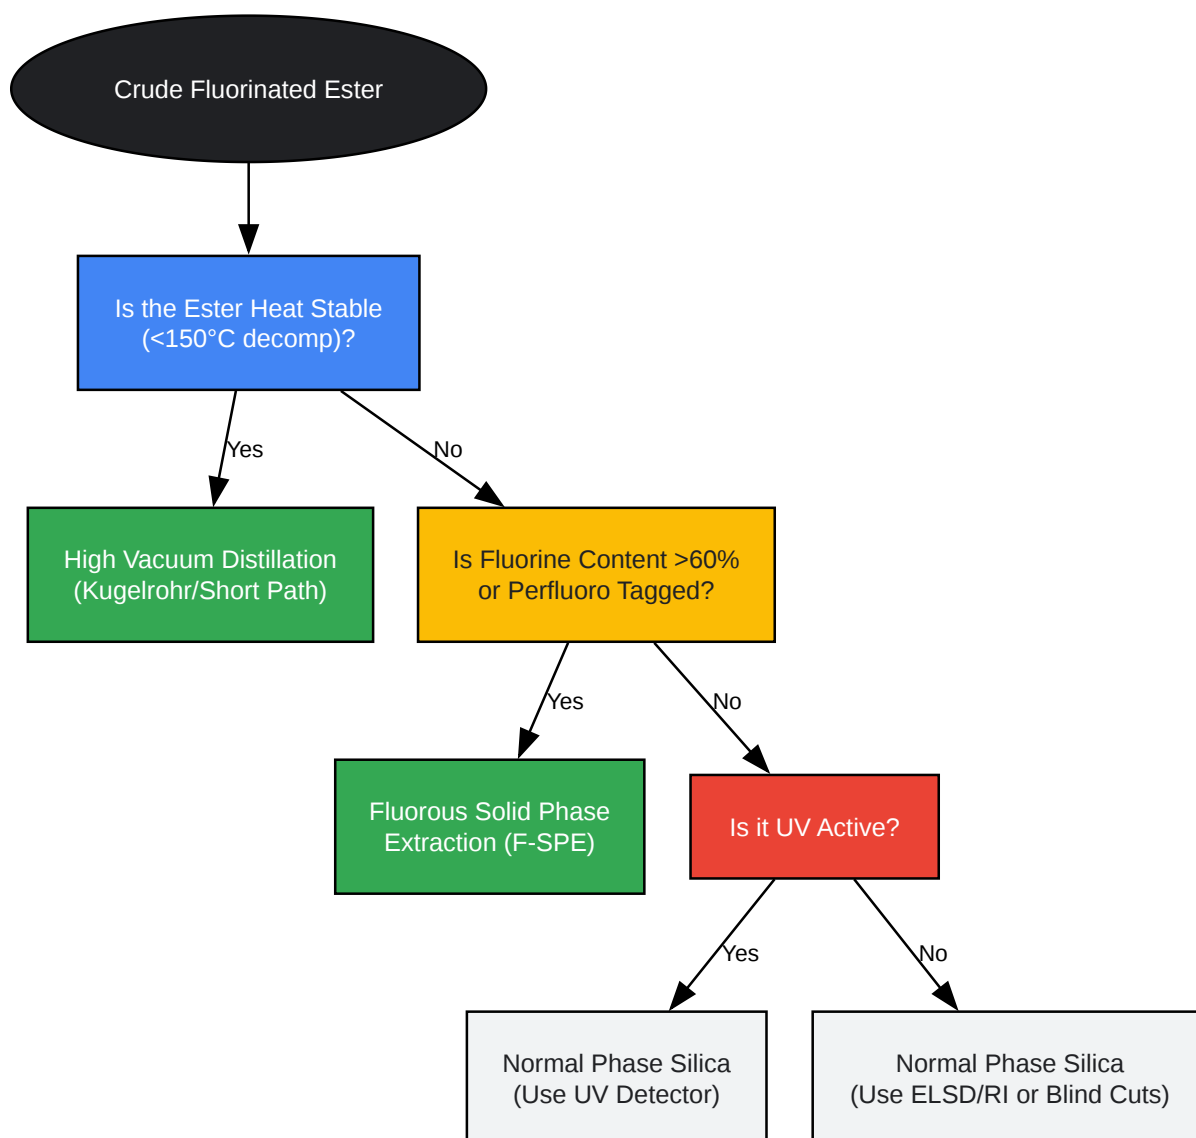 Crude Fluorinated Ester
Is the Ester Heat Stable
(<150°C decomp)?
Yes
No
High Vacuum Distillation
(Kugelrohr/Short Path)
Is Fluorine Content >60%
or Perfluoro Tagged?
Yes
No
Fluorous Solid Phase
Extraction (F-SPE)
Is it UV Active?
Yes
No
Normal Phase Silica
(Use UV Detector)
Normal Phase Silica
(Use ELSD/RI or Blind Cuts)